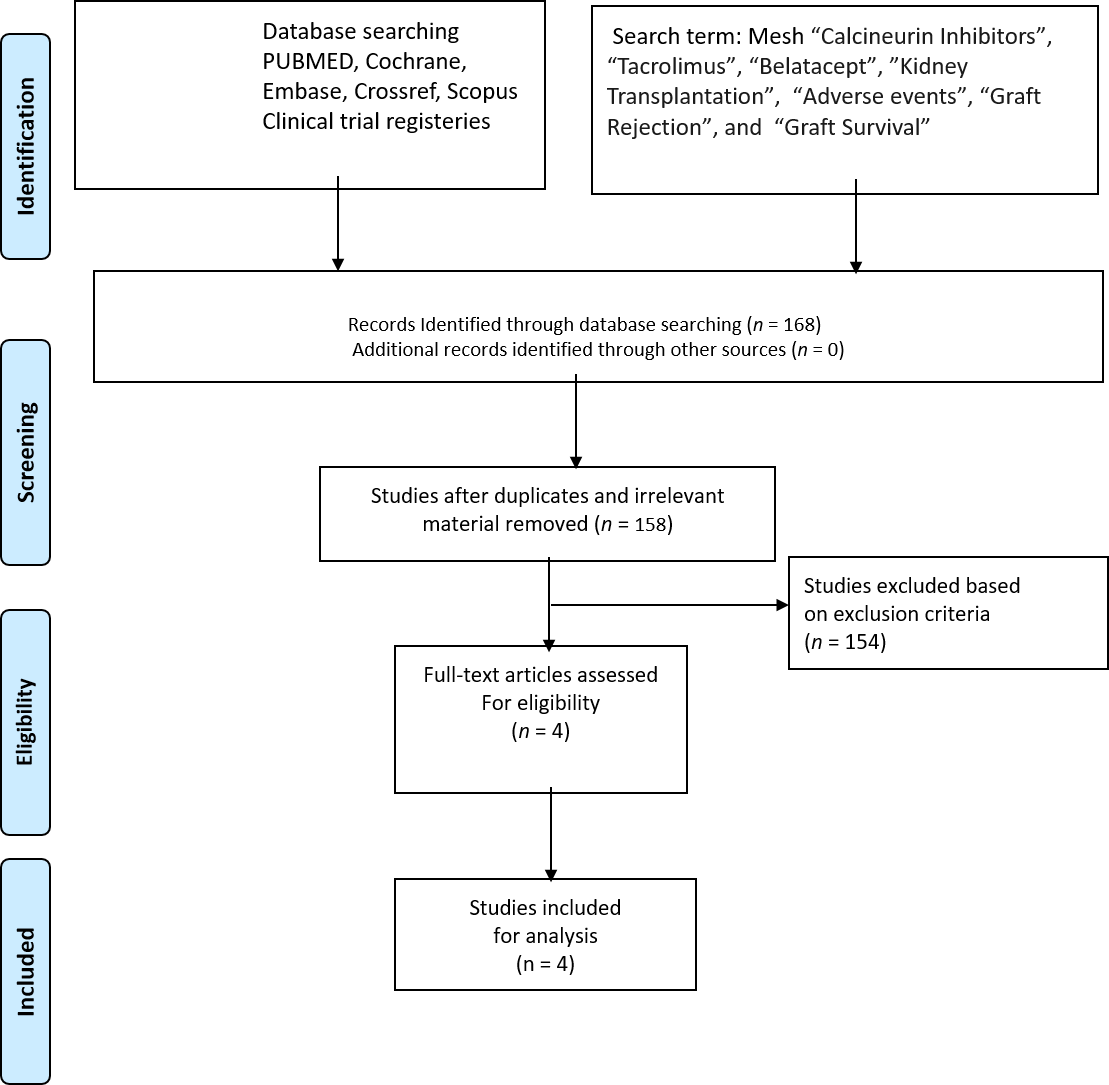 Identification
Database searching
PUBMED, Cochrane,
Embase, Crossref, Scopus
Clinical trial registeries
Search term: Mesh “Calcineurin Inhibitors”,
“Tacrolimus”, “Belatacept”, ”Kidney
Transplantation”, “Adverse events”, “Graft
Rejection”, and “Graft Survival”
Records Identified through database searching (n = 168)
Additional records identified through other sources (n = 0)
Screening
Studies after duplicates and irrelevant
material removed (n = 158)
Studies excluded based
on exclusion criteria
(n = 154)
Eligibility
Full-text articles assessed
For eligibility
(n = 4)
Included
Studies included
for analysis
(n = 4)